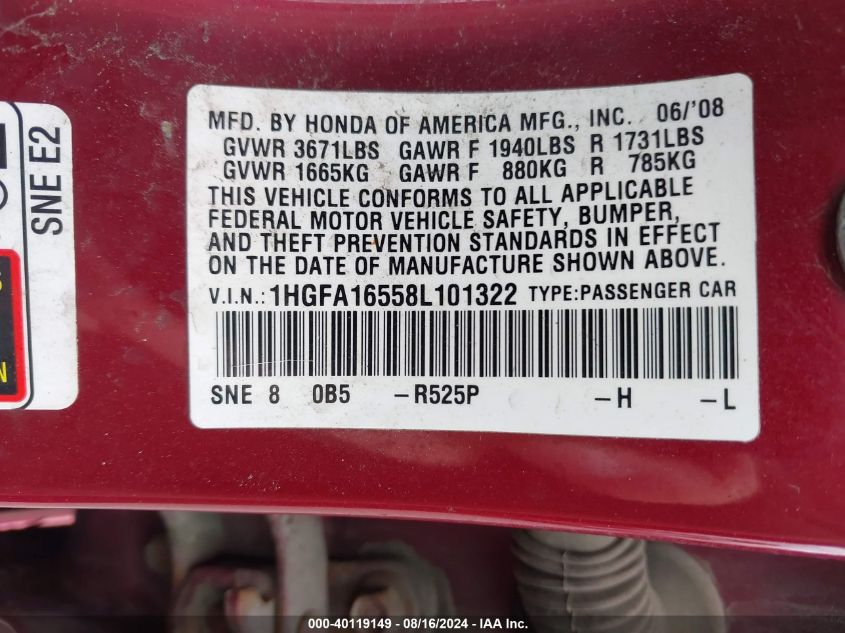 SNE E2
S
N
MFD. BY HONDA OF AMERICA MFG., INC. 06/'08
GVWR 3671LBS GAWR F 1940LBS R 1731LBS
GVWR 1665KG GAWR F 880KG R 785KG
THIS VEHICLE CONFORMS TO ALL APPLICABLE
FEDERAL MOTOR VEHICLE SAFETY, BUMPER,
AND THEFT PREVENTION STANDARDS IN EFFECT
ON THE DATE OF MANUFACTURE SHOWN ABOVE.
V.I.N.:1HGFA16558L101322 TYPE:PASSENGER CAR
SNE 8 0B5 -R525P -H -L
000-40119149 - 08/16/2024 - IAA Inc.